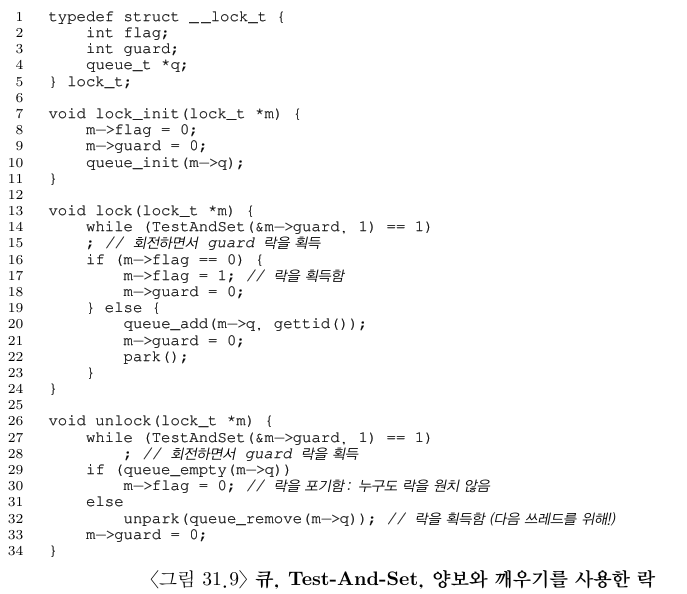 1 typedef struct __lock_t {
2 int flag;
3 int guard;
4 queue_t *q;
5 } lock_t;
6
7 void lock_init(lock_t *m) {
8 m->flag = 0;
9 m->guard = 0;
10 queue_init(m->q);
11 }
12
13 void lock(lock_t *m) {
14 while (TestAndSet(&m->guard, 1) == 1)
15 ; // 회전하면서 guard 락을 획득
16 if (m->flag == 0) {
17 m->flag = 1; // 락을 획득함
18 m->guard = 0;
19 } else {
20 queue_add(m->q, gettid());
21 m->guard = 0;
22 park();
23 }
24 }
25
26 void unlock(lock_t *m) {
27 while (TestAndSet(&m->guard, 1) == 1)
28 ; // 회전하면서 guard 락을 획득
29 if (queue_empty(m->q))
30 m->flag = 0; // 락을 포기함: 누구도 락을 원치 않음
31 else
32 unpark(queue_remove(m->q)); // 락을 획득함 (다음 쓰레드를 위해!)
33 m->guard = 0;
34 }
〈그림 31.9〉 큐, Test-And-Set, 양보와 깨우기를 사용한 락